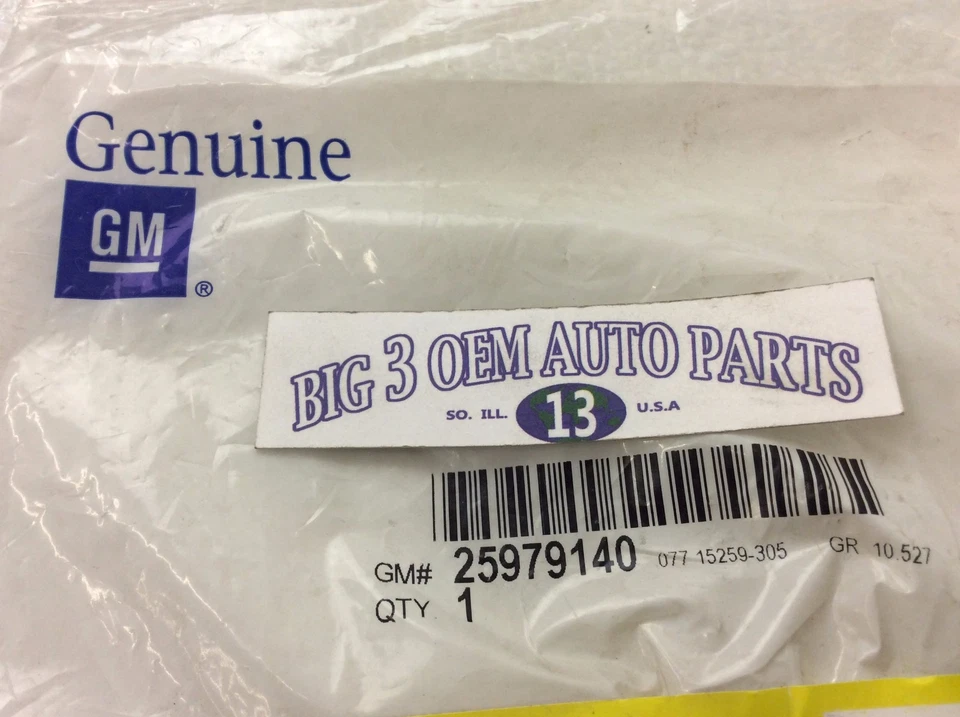 Genuine
GM
®
BIG 3 OEM AUTO PARTS
SO. ILL. 13 U.S.A
GM# 25979140 077 15259-305 GR 10.527
QTY 1